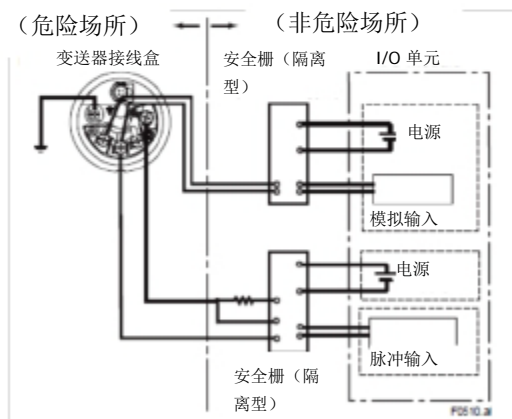 （危险场所）
（非危险场所）
变送器接线盒
安全栅（隔离
型）
I/O 单元
电源
模拟输入
电源
脉冲输入
安全栅（隔
离型）
F0510.ai